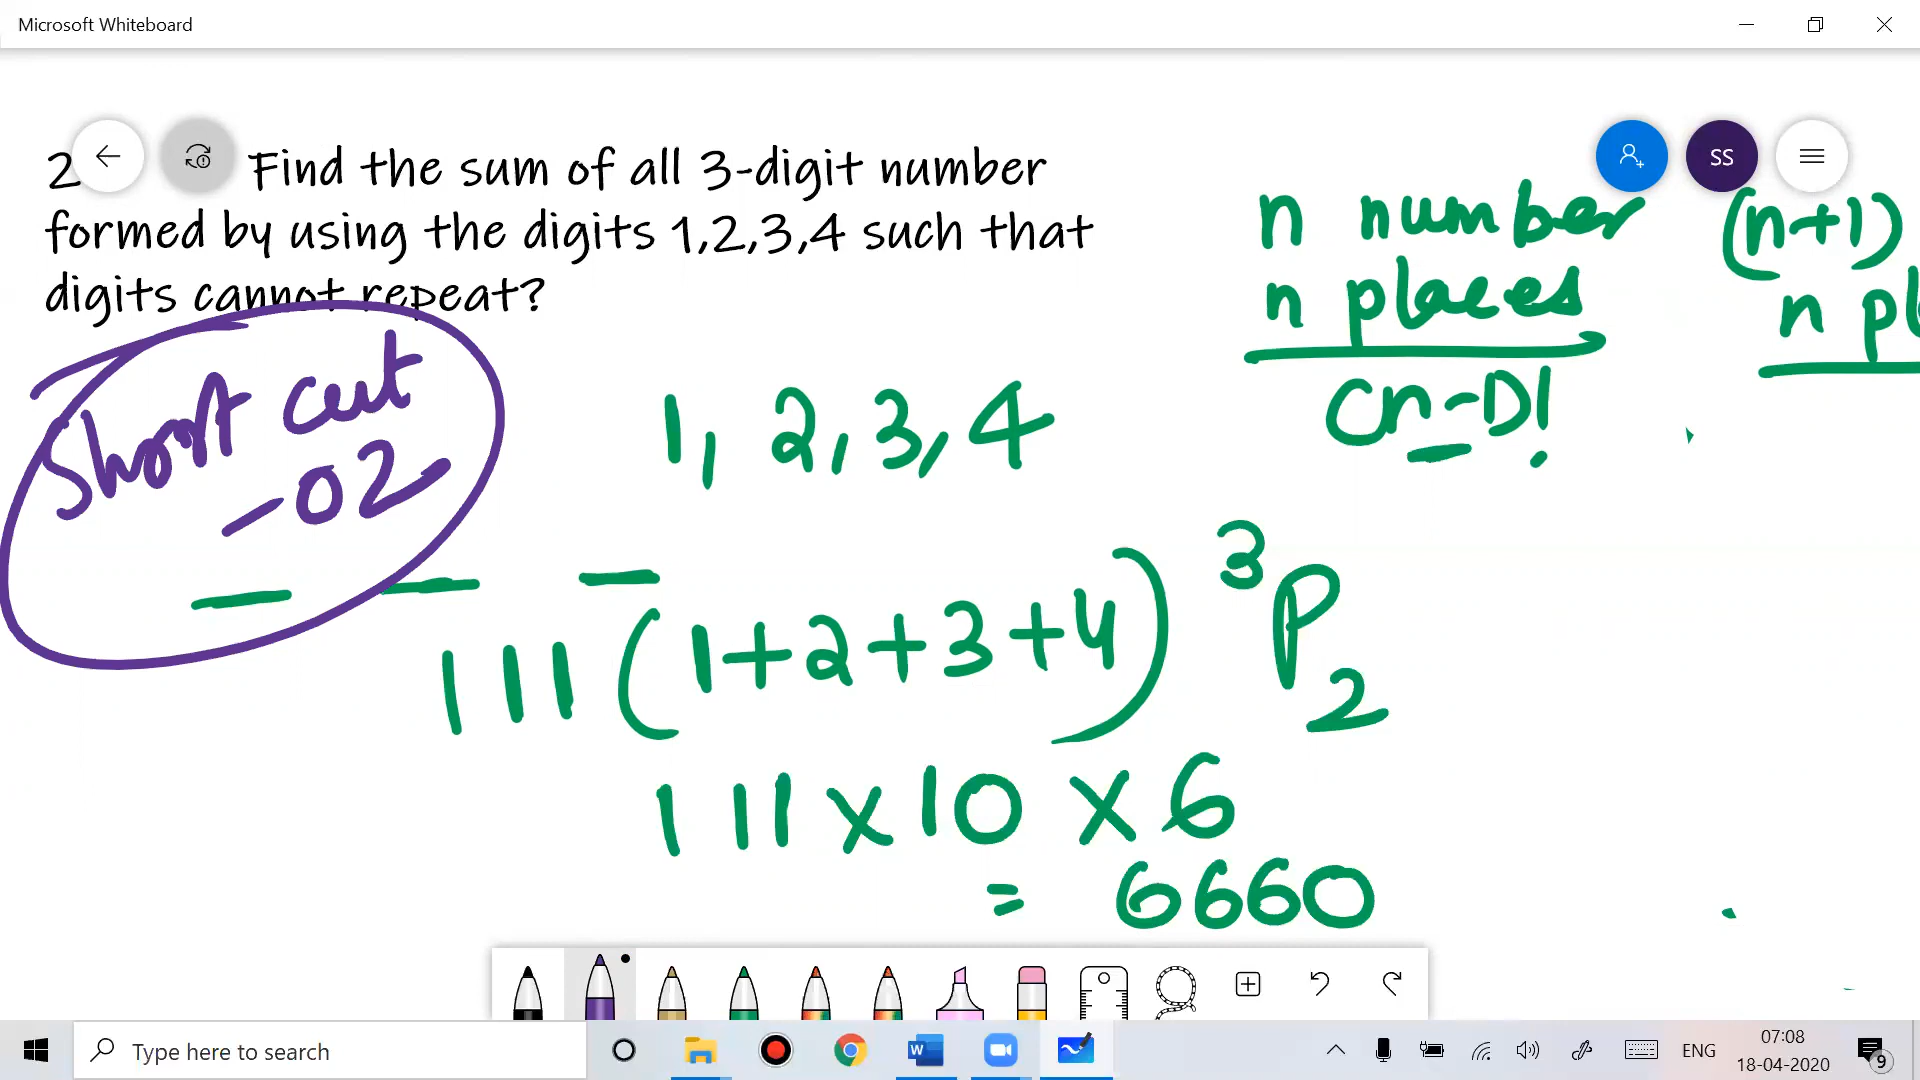 Microsoft Whiteboard
2 Find the sum of all 3-digit number
formed by using the digits 1,2,3,4 such that
digits cannot repeat?
SS
n number
n places
(n-1)!
(n+1)
n pl
Short cut
-02
1, 2, 3, 4
111 (1+2+3+4) ³P₂
111 x 10 x 6
= 6660
Type here to search
ENG
07:08
18-04-2020
9